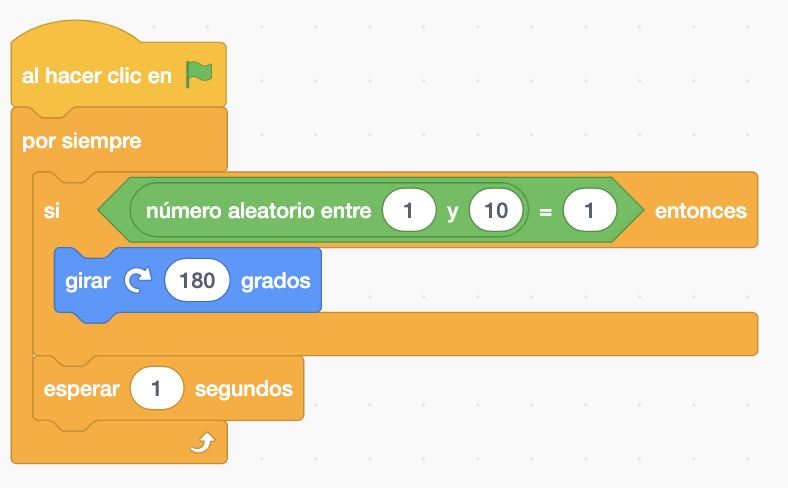 al hacer clic en
por siempre
si número aleatorio entre 1 y 10 = 1 entonces
girar 180 grados
esperar 1 segundos